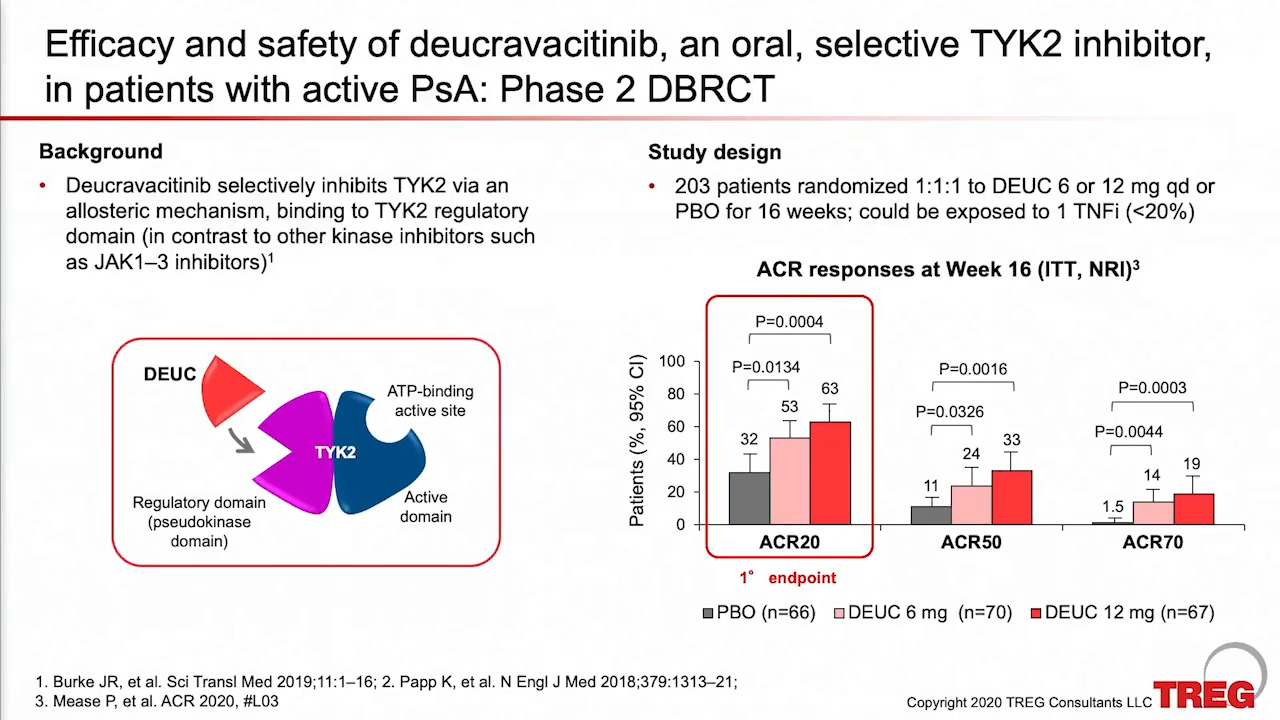 Efficacy and safety of deucravacitinib, an oral, selective TYK2 inhibitor,
in patients with active PsA: Phase 2 DBRCT
Background
• Deucravacitinib selectively inhibits TYK2 via an
allosteric mechanism, binding to TYK2 regulatory
domain (in contrast to other kinase inhibitors such
as JAK1–3 inhibitors)¹
DEUC
ATP-binding
active site
TYK2
Regulatory domain
(pseudokinase
domain)
Active
domain
Study design
• 203 patients randomized 1:1:1 to DEUC 6 or 12 mg qd or
PBO for 16 weeks; could be exposed to 1 TNFi (<20%)
ACR responses at Week 16 (ITT, NRI)³
Patients (%, 95% CI)
100
80
60
40
20
0
P=0.0004
P=0.0134
32
53
63
ACR20
P=0.0016
P=0.0326
11
24
33
ACR50
P=0.0003
P=0.0044
1.5
14
19
ACR70
1° endpoint
PBO (n=66) DEUC 6 mg (n=70) DEUC 12 mg (n=67)
1. Burke JR, et al. Sci Transl Med 2019;11:1–16; 2. Papp K, et al. N Engl J Med 2018;379:1313–21;
3. Mease P, et al. ACR 2020, #L03
Copyright 2020 TREG Consultants LLC
TREG